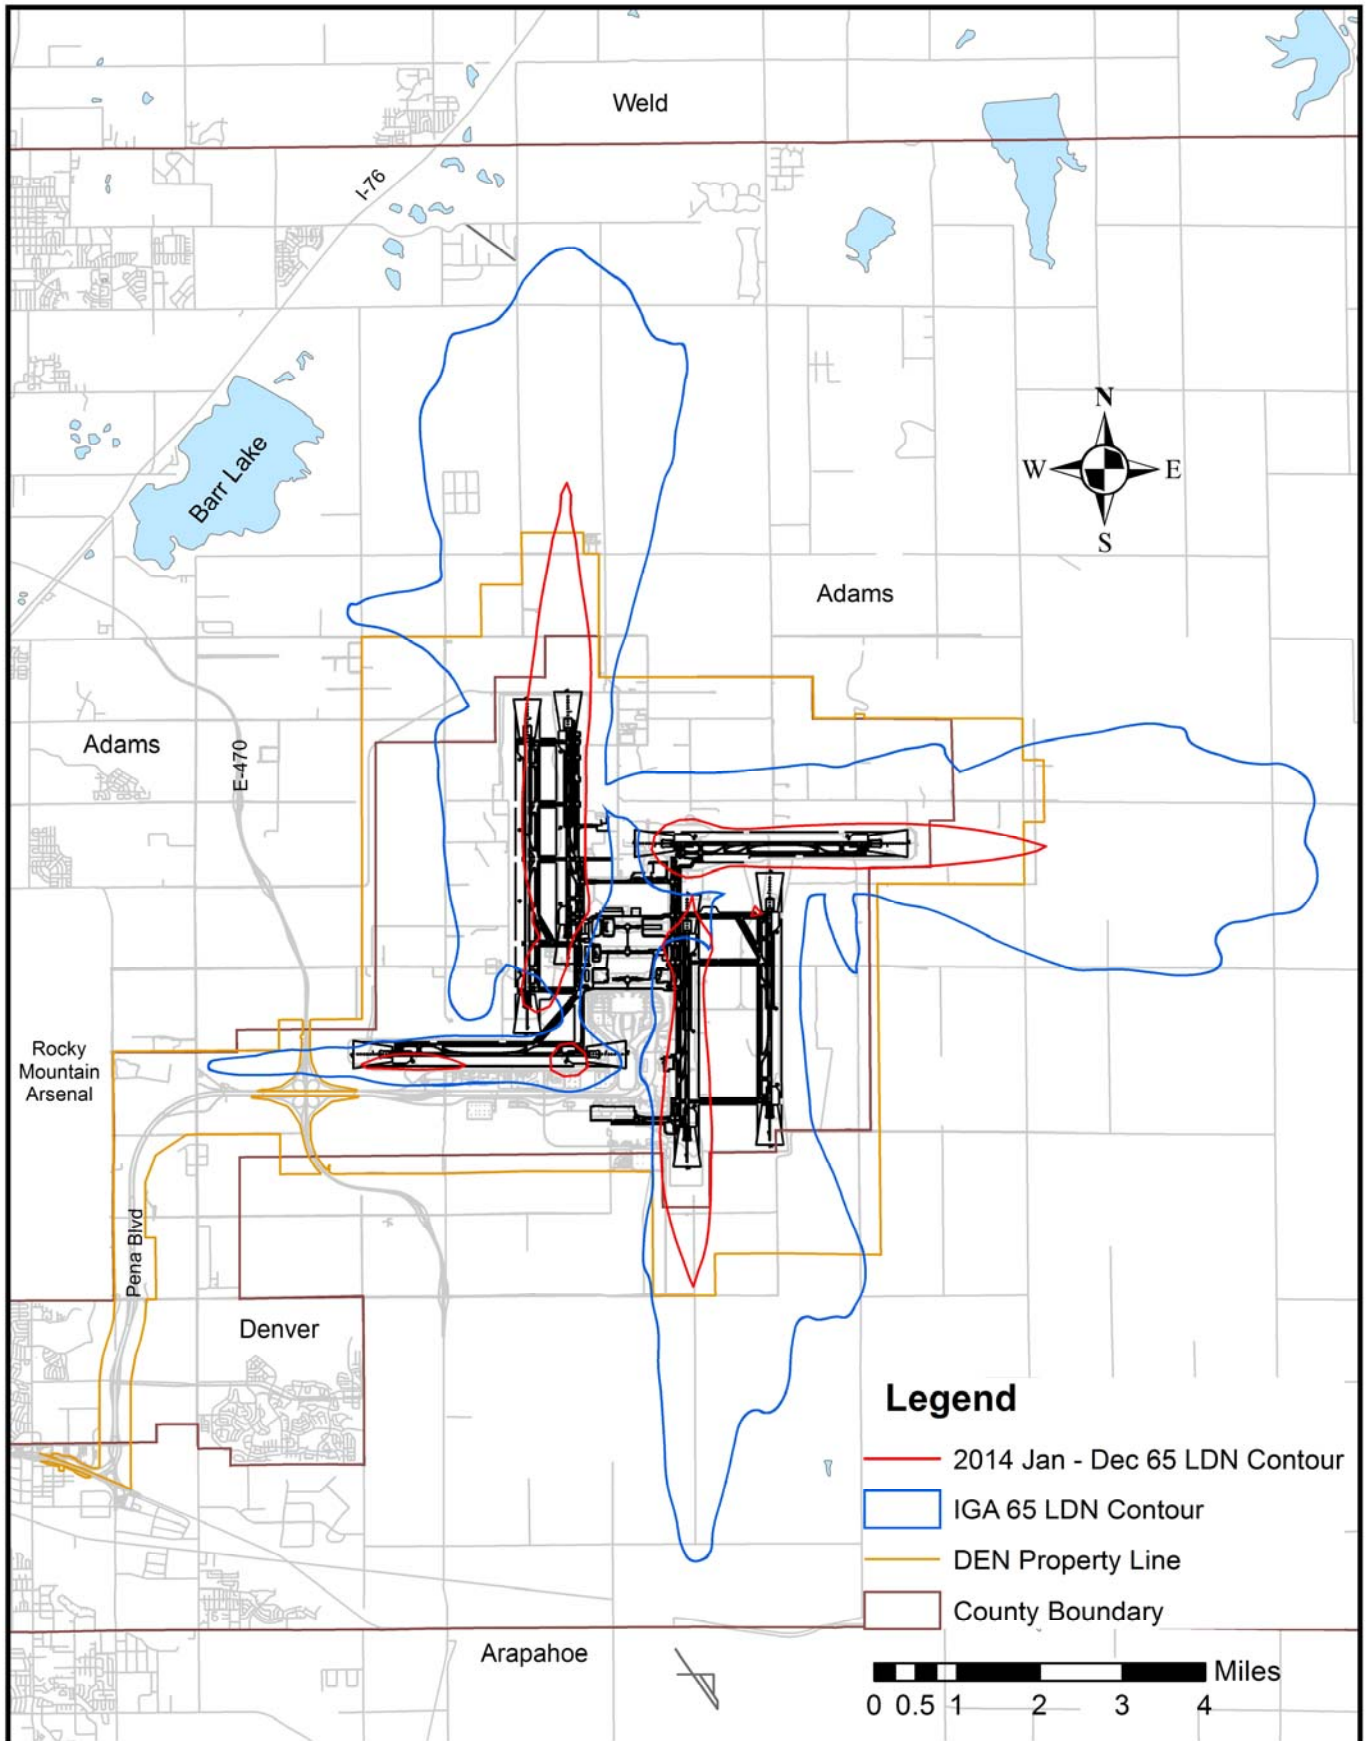 Weld
I-76
Barr Lake
N
W
E
S
Adams
Adams
E-470
Rocky
Mountain
Arsenal
Pena Blvd
Denver
Legend
2014 Jan - Dec 65 LDN Contour
IGA 65 LDN Contour
DEN Property Line
County Boundary
Arapahoe
Miles
0 0.5 1 2 3 4